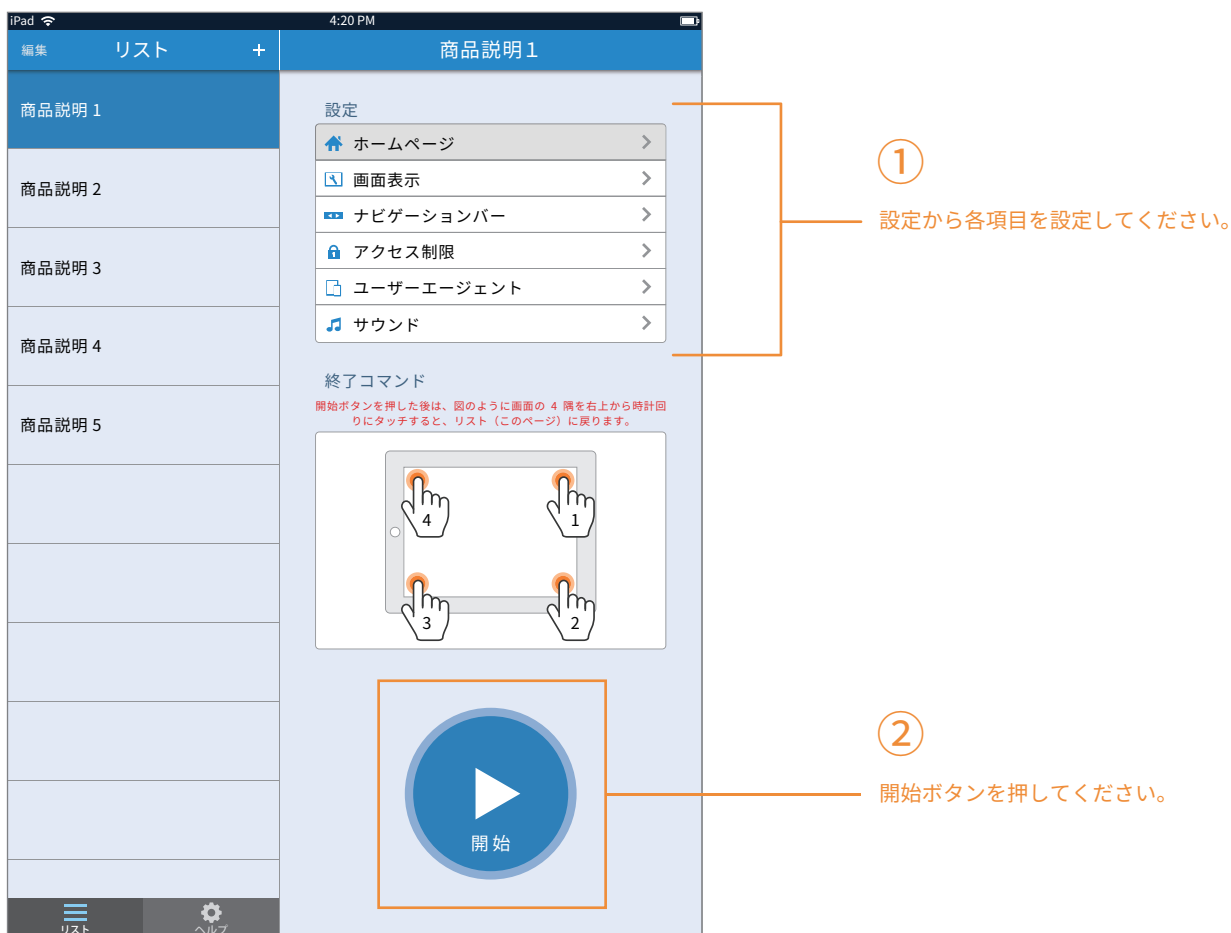 iPad
4:20 PM
編集
リスト
+
商品説明１
商品説明 1
商品説明 2
商品説明 3
商品説明 4
商品説明 5
設定
ホームページ
画面表示
ナビゲーションバー
アクセス制限
ユーザーエージェント
サウンド
終了コマンド
開始ボタンを押した後は、図のように画面の 4 隅を右上から時計回
りにタッチすると、リスト（このページ）に戻ります。
4
1
3
2
開始
リスト
ヘルプ
①
設定から各項目を設定してください。
②
開始ボタンを押してください。